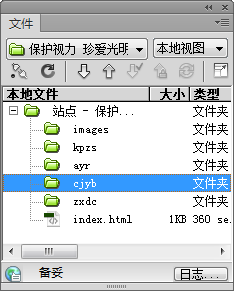 文件
保护视力 珍爱光明 本地视图
本地文件 大小 类型
站点 - 保护... 文件夹
images 文件夹
kpzs 文件夹
ayr 文件夹
cjyb 文件夹
zxdc 文件夹
index.html 1KB 360 se.
备妥 日志...